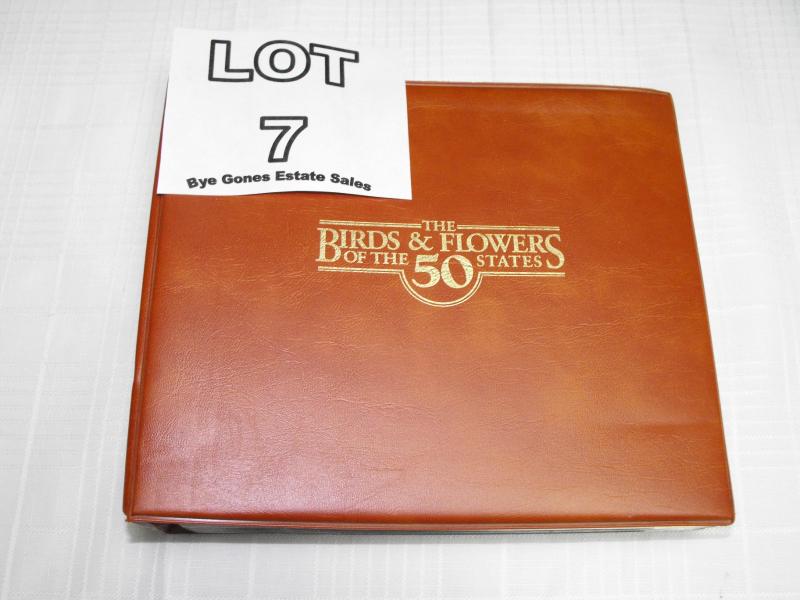 LOT
7
Bye Gones Estate Sales
THE
BIRDS & FLOWERS
OF THE 50 STATES